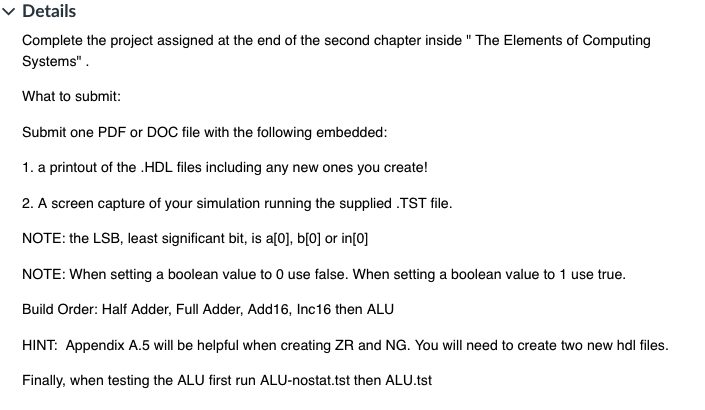 Details
Complete the project assigned at the end of the second chapter inside " The Elements of Computing
Systems" .
What to submit:
Submit one PDF or DOC file with the following embedded:
1. a printout of the .HDL files including any new ones you create!
2. A screen capture of your simulation running the supplied .TST file.
NOTE: the LSB, least significant bit, is a[0], b[0] or in[0]
NOTE: When setting a boolean value to 0 use false. When setting a boolean value to 1 use true.
Build Order: Half Adder, Full Adder, Add16, Inc16 then ALU
HINT:  Appendix A.5 will be helpful when creating ZR and NG. You will need to create two new hdl files.
Finally, when testing the ALU first run ALU-nostat.tst then ALU.tst